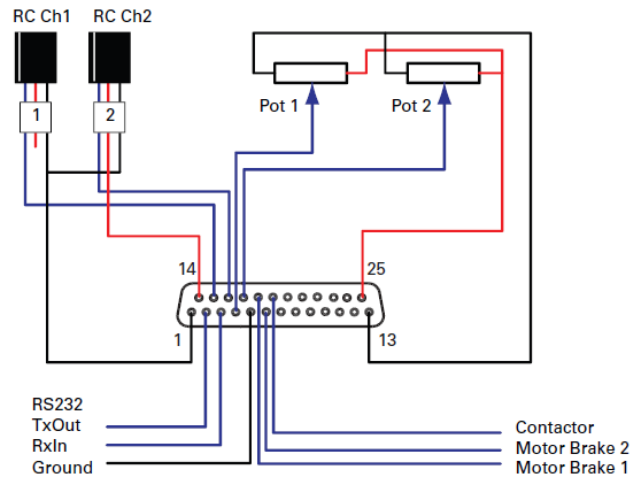 RC Ch1 RC Ch2
Pot 1 Pot 2
1 2
14 25
1 13
RS232
TxOut
RxIn
Ground
Contactor
Motor Brake 2
Motor Brake 1